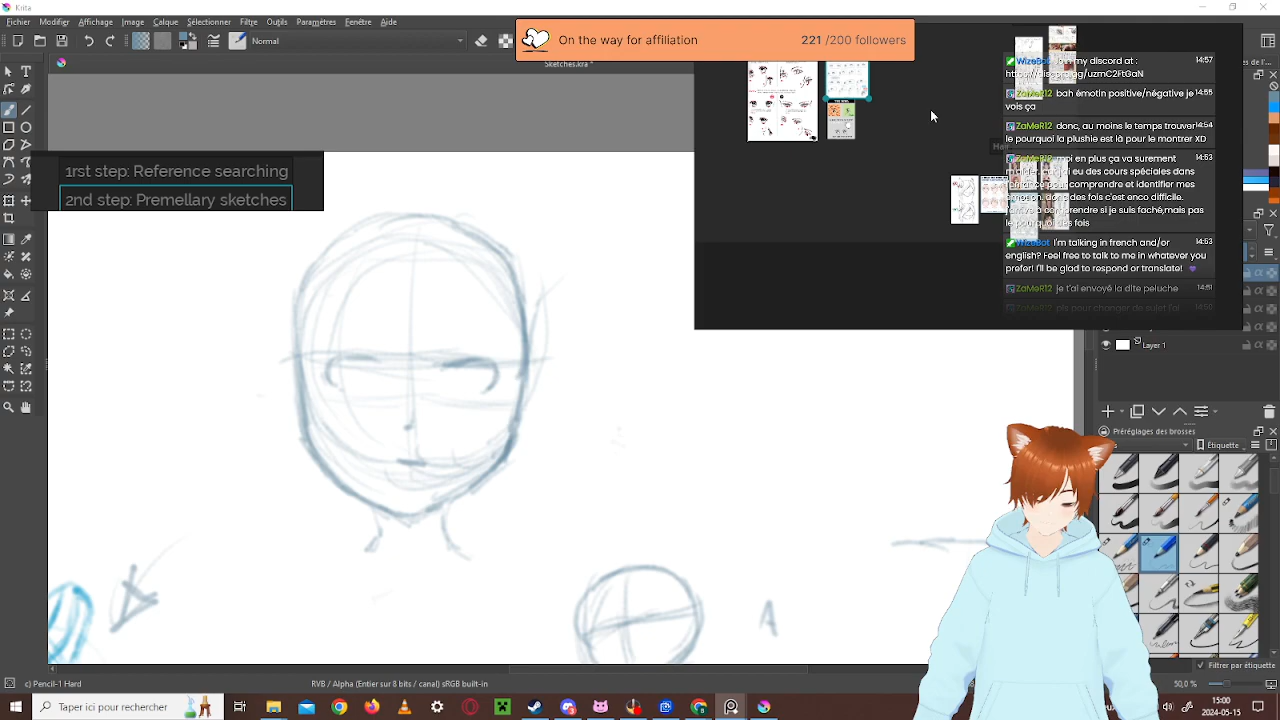 Krita
Fichier Modifier Affichage Image Calque Sélectionner Filtre Outils Paramètres Fenêtre Aide
Normal
Sketches.kra *
On the way for affiliation
221 /200 followers
1rst step: Reference searching
2nd step: Premellary sketches
14:57
14:55
ZaMeR12 bah émotin positive/négative je
vois ça
ZaMeR12 donc, au moins le temps trouver 14:54
le pourquoi la plushie est là pour me murer XD
14:53
WizeBot I'm talking in french and/or 14:53
english? Feel free to talk to me in whatever you
prefer! I'll be glad to respond or translate!
ZaMeR12 je t'ai envoyé la dite peluche 14:51
Layer 1
Préréglages des brosses
Étiquette
A
Filtrer par étiquette
c) Pencil-1 Hard
RVB / Alpha (Entier sur 8 bits / canal) sRGB built-in
50,0 %
Taper ici pour rechercher
15:00
2024-05-15